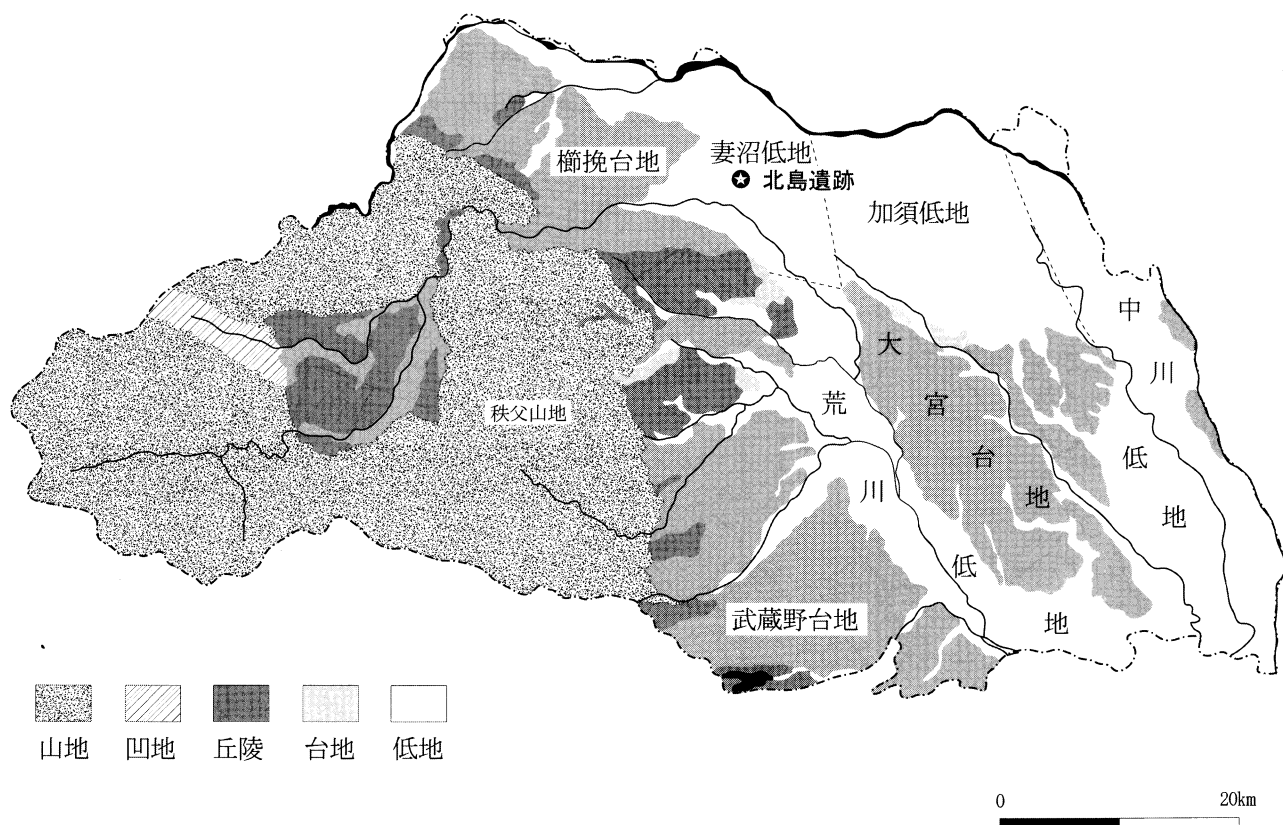 櫛挽台地
妻沼低地
北島遺跡
加須低地
中川低地
大宮台地
荒川低地
秩父山地
武蔵野台地
山地
凹地
丘陵
台地
低地
0
20km